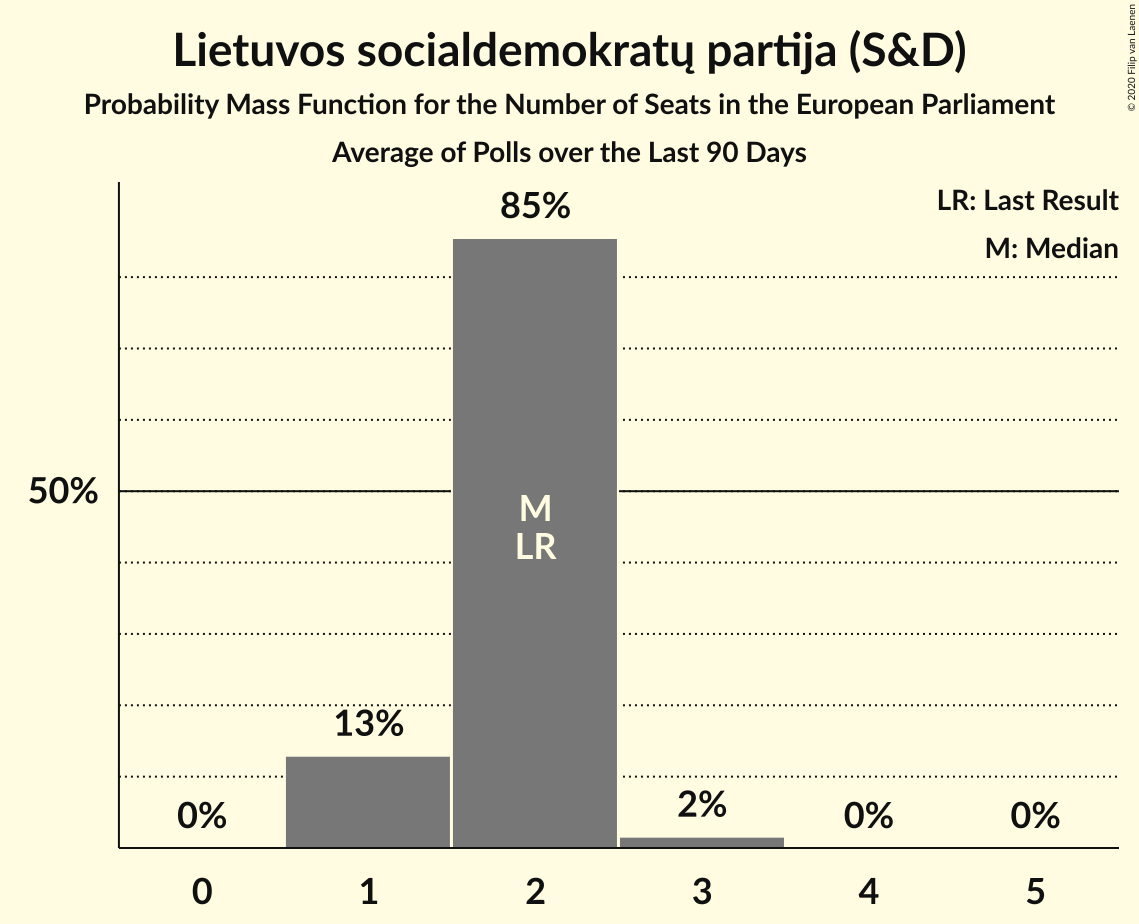 Lietuvos socialdemokratų partija (S&D)
Probability Mass Function for the Number of Seats in the European Parliament
Average of Polls over the Last 90 Days
© 2020 Filip van Laenen
LR: Last Result
M: Median
85%
50%
M
LR
13%
0%
2%
0%
0%
0 1 2 3 4 5